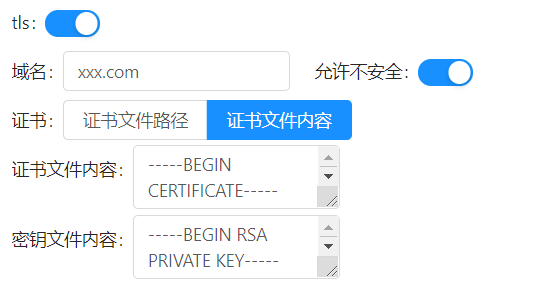 tls：
域名： xxx.com 允许不安全：
证书： 证书文件路径 证书文件内容
证书文件内容： -----BEGIN
CERTIFICATE-----
密钥文件内容： -----BEGIN RSA
PRIVATE KEY-----